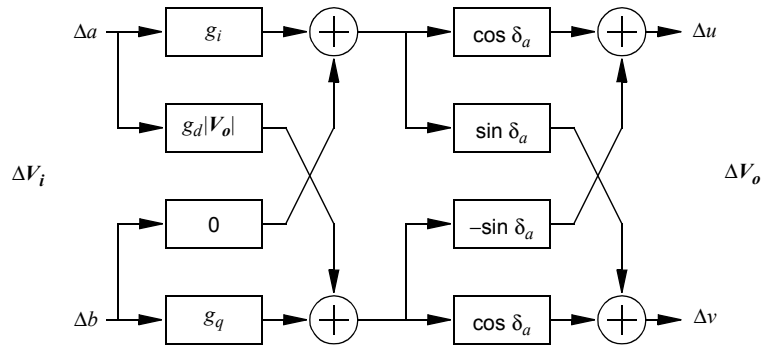 Δa g_i cos δ_a Δu
g_d|V_o| sin δ_a
ΔV_i ΔV_o
0 −sin δ_a
Δb g_q cos δ_a Δv